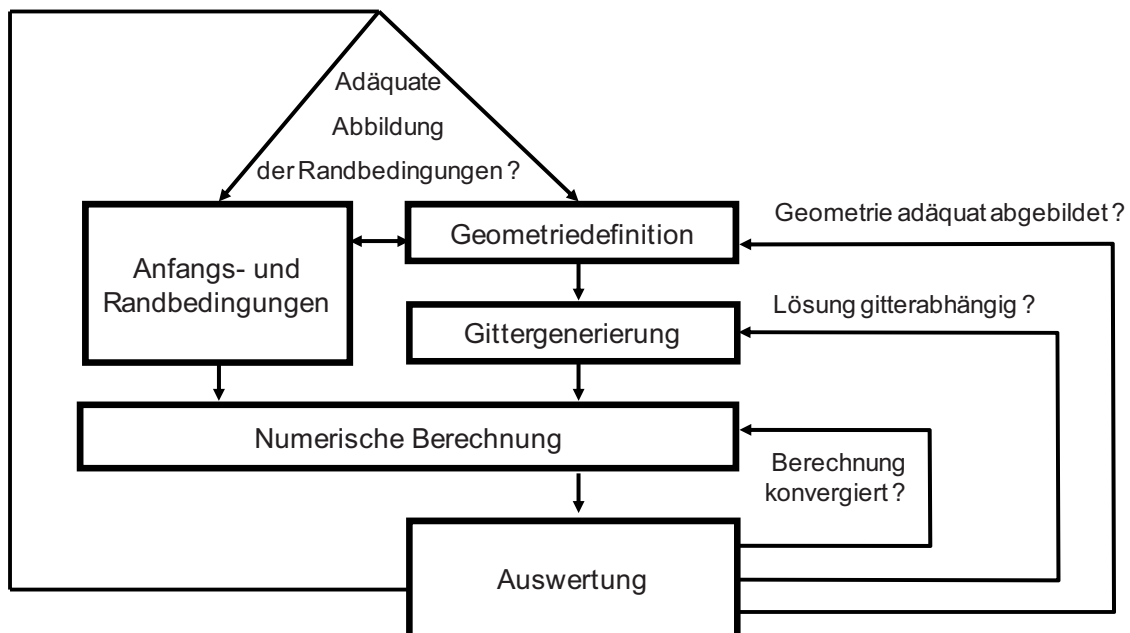 Adäquate
Abbildung
der Randbedingungen ?
Geometrie adäquat abgebildet ?
Geometriedefinition
Anfangs- und
Randbedingungen
Lösung gitterabhängig ?
Gittergenerierung
Numerische Berechnung
Berechnung
konvergiert ?
Auswertung